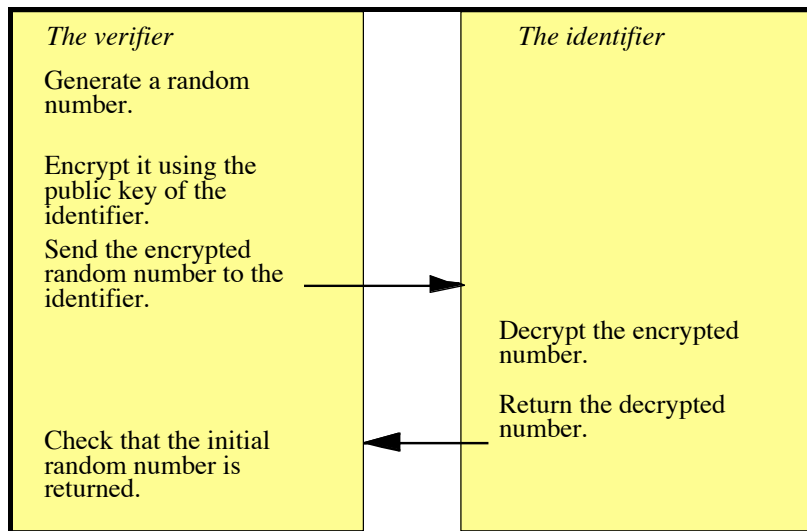 The verifier
Generate a random
number.
Encrypt it using the
public key of the
identifier.
Send the encrypted
random number to the
identifier.
Check that the initial
random number is
returned.
The identifier
Decrypt the encrypted
number.
Return the decrypted
number.